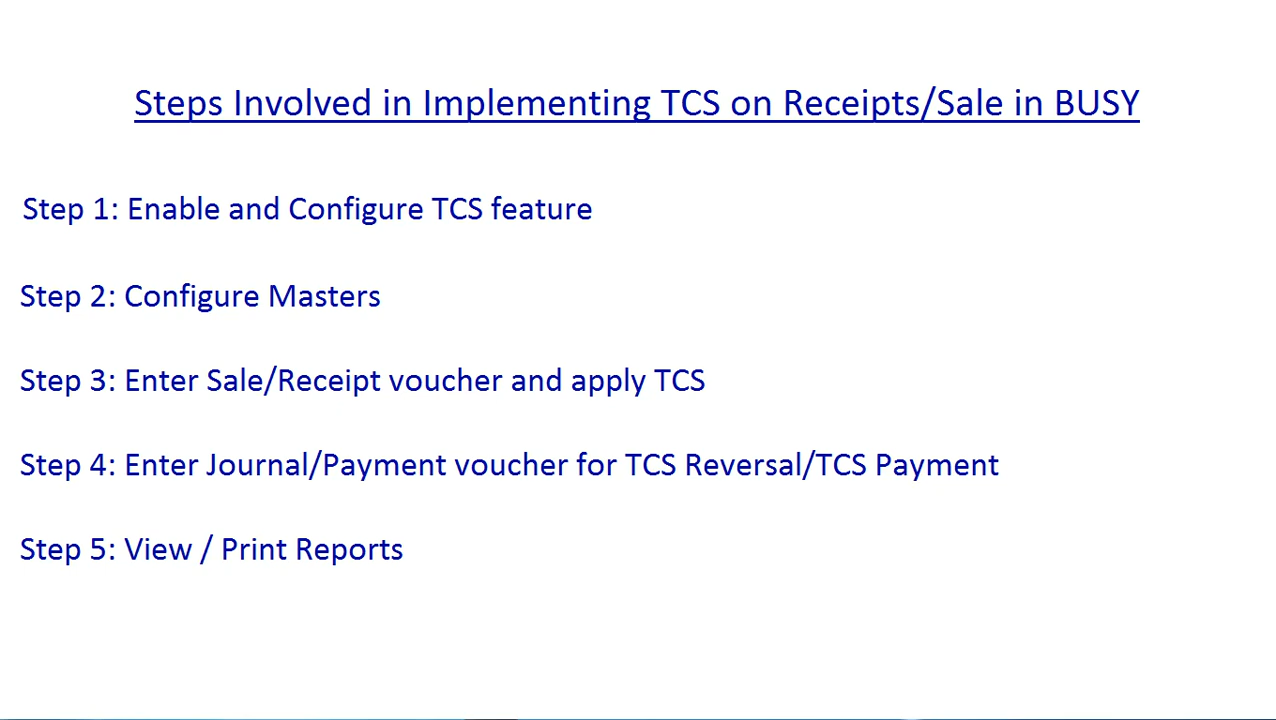 Steps Involved in Implementing TCS on Receipts/Sale in BUSY
Step 1: Enable and Configure TCS feature
Step 2: Configure Masters
Step 3: Enter Sale/Receipt voucher and apply TCS
Step 4: Enter Journal/Payment voucher for TCS Reversal/TCS Payment
Step 5: View / Print Reports